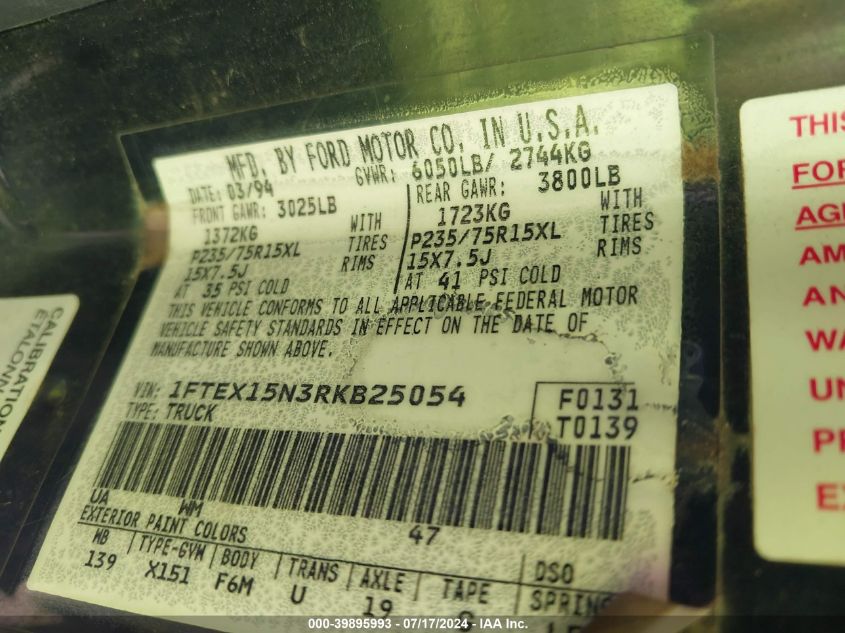 MFD. BY FORD MOTOR CO. IN U.S.A.
DATE: 03/94 GVWR: 6050LB/ 2744KG
FRONT GAWR: 3025LB REAR GAWR: 3800LB
1372KG WITH 1723KG WITH
P235/75R15XL TIRES P235/75R15XL TIRES
15X7.5J RIMS 15X7.5J RIMS
AT 35 PSI COLD AT 41 PSI COLD
THIS VEHICLE CONFORMS TO ALL APPLICABLE FEDERAL MOTOR
VEHICLE SAFETY STANDARDS IN EFFECT ON THE DATE OF
MANUFACTURE SHOWN ABOVE.
VIN: 1FTEX15N3RKB25054 F0131
TYPE: TRUCK T0139
UA WM 47
EXTERIOR PAINT COLORS DSO
WB TYPE-GVW BODY TRANS AXLE TAPE SPRIN
139 X151 F6M U 19
CALIBRATION
ETALONN
THIS
FOR
AGE
AM
AN
WA
UN
PE
EX
000-39895993 - 07/17/2024 - IAA Inc.